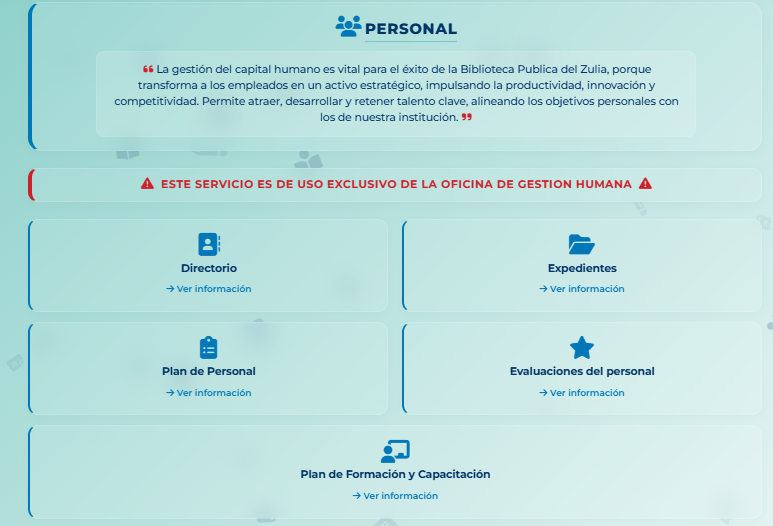 PERSONAL
❝ La gestión del capital humano es vital para el éxito de la Biblioteca Publica del Zulia, porque
transforma a los empleados en un activo estratégico, impulsando la productividad, innovación y
competitividad. Permite atraer, desarrollar y retener talento clave, alineando los objetivos personales con
los de nuestra institución. ❞
ESTE SERVICIO ES DE USO EXCLUSIVO DE LA OFICINA DE GESTION HUMANA
Directorio
→ Ver información
Expedientes
→ Ver información
Plan de Personal
→ Ver información
Evaluaciones del personal
→ Ver información
Plan de Formación y Capacitación
→ Ver información